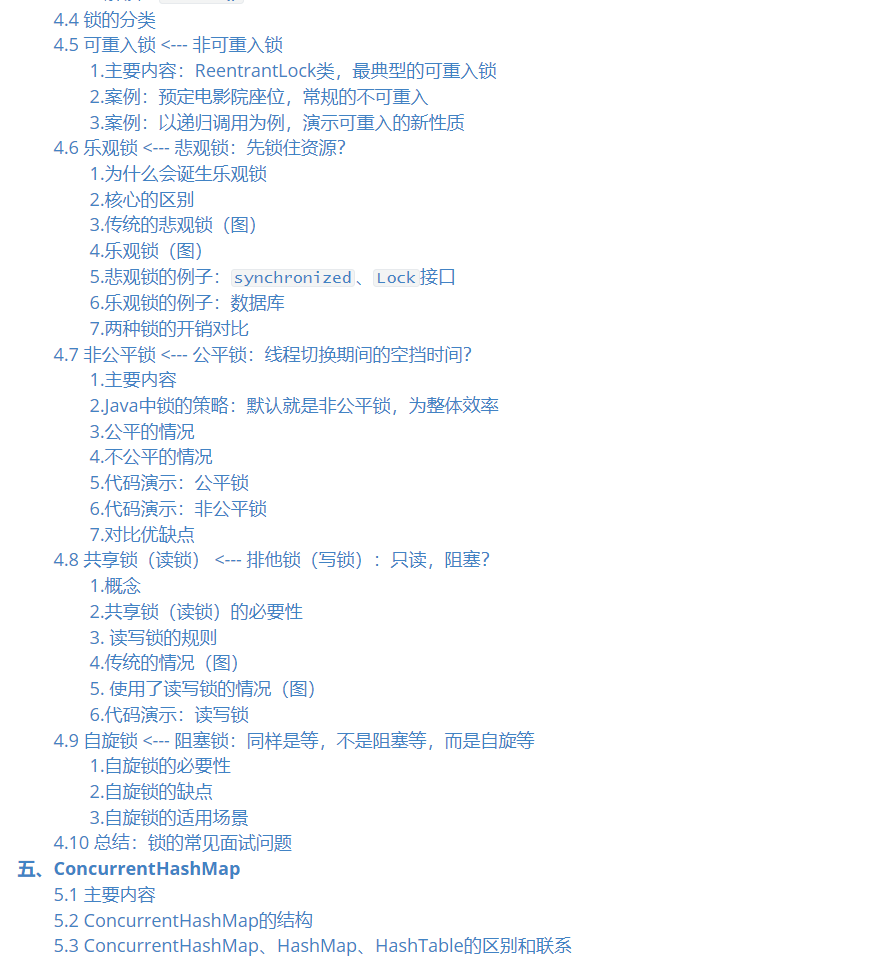 4.4 锁的分类
4.5 可重入锁 <--- 非可重入锁
1.主要内容：ReentrantLock类，最典型的可重入锁
2.案例：预定电影院座位，常规的不可重入
3.案例：以递归调用为例，演示可重入的新性质
4.6 乐观锁 <--- 悲观锁：先锁住资源？
1.为什么会诞生乐观锁
2.核心的区别
3.传统的悲观锁（图）
4.乐观锁（图）
5.悲观锁的例子：synchronized、Lock接口
6.乐观锁的例子：数据库
7.两种锁的开销对比
4.7 非公平锁 <--- 公平锁：线程切换期间的空挡时间？
1.主要内容
2.Java中锁的策略：默认就是非公平锁，为整体效率
3.公平的情况
4.不公平的情况
5.代码演示：公平锁
6.代码演示：非公平锁
7.对比优缺点
4.8 共享锁（读锁） <--- 排他锁（写锁）：只读，阻塞？
1.概念
2.共享锁（读锁）的必要性
3. 读写锁的规则
4.传统的情况（图）
5. 使用了读写锁的情况（图）
6.代码演示：读写锁
4.9 自旋锁 <--- 阻塞锁：同样是等，不是阻塞等，而是自旋等
1.自旋锁的必要性
2.自旋锁的缺点
3.自旋锁的适用场景
4.10 总结：锁的常见面试问题
五、ConcurrentHashMap
5.1 主要内容
5.2 ConcurrentHashMap的结构
5.3 ConcurrentHashMap、HashMap、HashTable的区别和联系